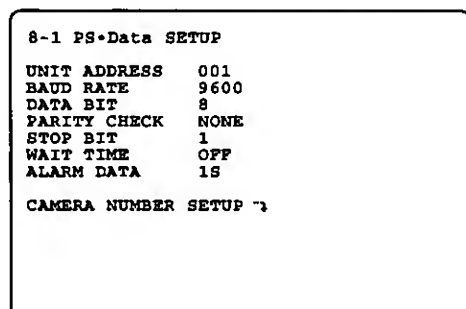 8-1 PS•Data SETUP
UNIT ADDRESS 001
BAUD RATE 9600
DATA BIT 8
PARITY CHECK NONE
STOP BIT 1
WAIT TIME OFF
ALARM DATA 1S
CAMERA NUMBER SETUP